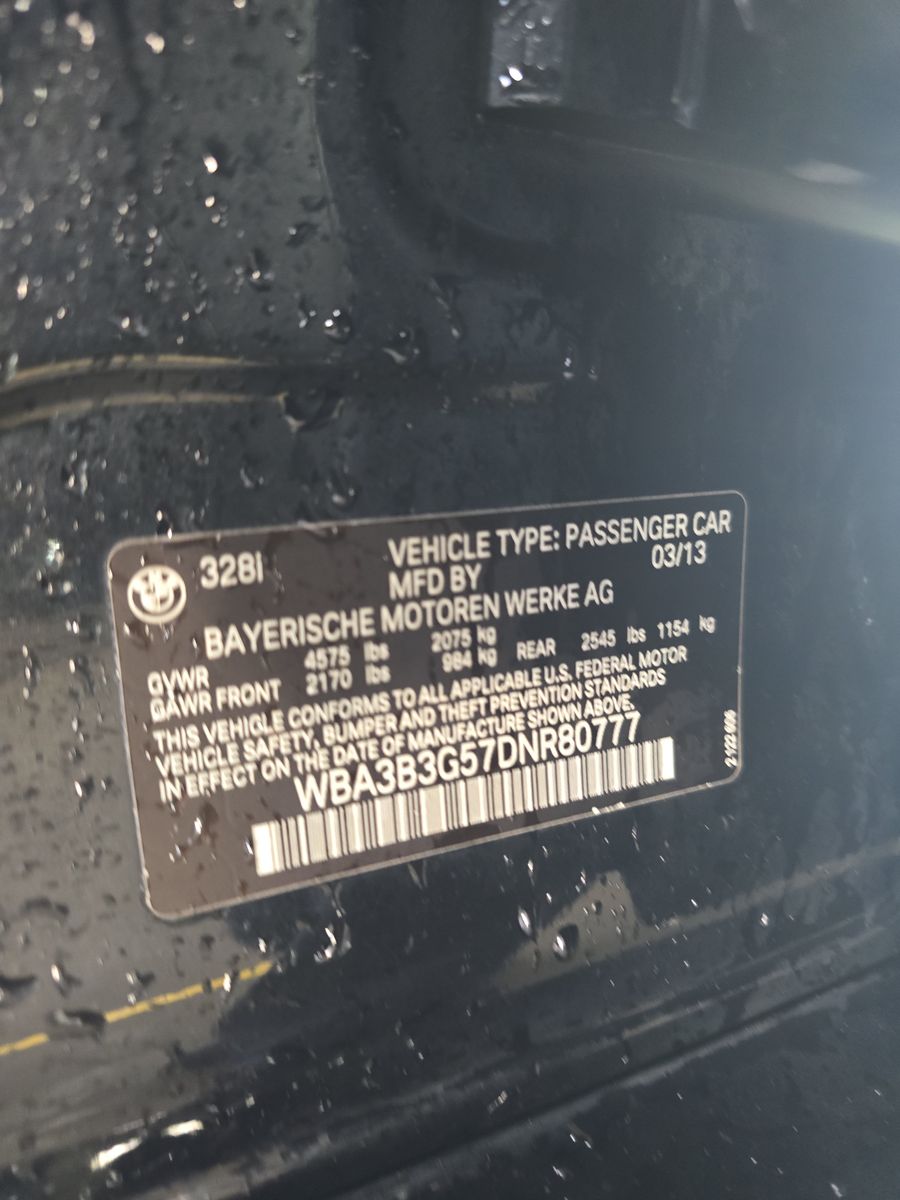 328i
VEHICLE TYPE: PASSENGER CAR
MFD BY 03/13
BAYERISCHE MOTOREN WERKE AG
GVWR 4575 lbs 2075 kg
GAWR FRONT 2170 lbs 984 kg REAR 2545 lbs 1154 kg
THIS VEHICLE CONFORMS TO ALL APPLICABLE U.S. FEDERAL MOTOR
VEHICLE SAFETY, BUMPER AND THEFT PREVENTION STANDARDS
IN EFFECT ON THE DATE OF MANUFACTURE SHOWN ABOVE.
WBA3B3G57DNR80777